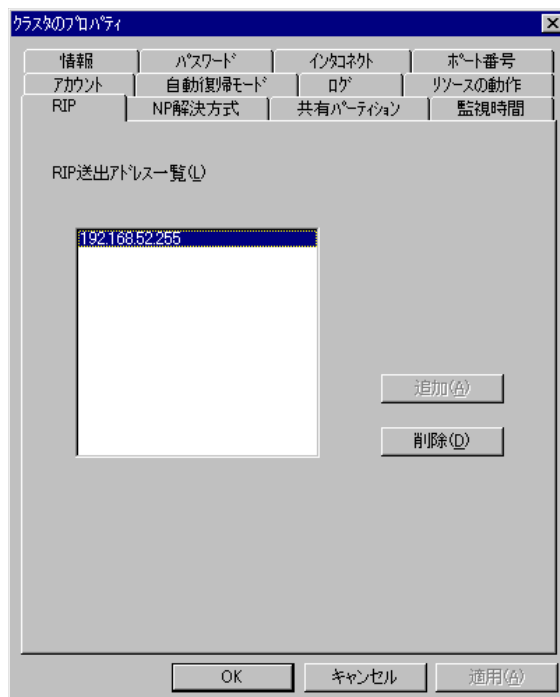 クラスタのプロパティ
情報 パスワード インタコネクト ポート番号
アカウント 自動復帰モード ログ リソースの動作
RIP NP解決方式 共有パーティション 監視時間
RIP送出アドレス一覧(L)
192.168.52.255
追加(A)
削除(D)
OK キャンセル 適用(A)